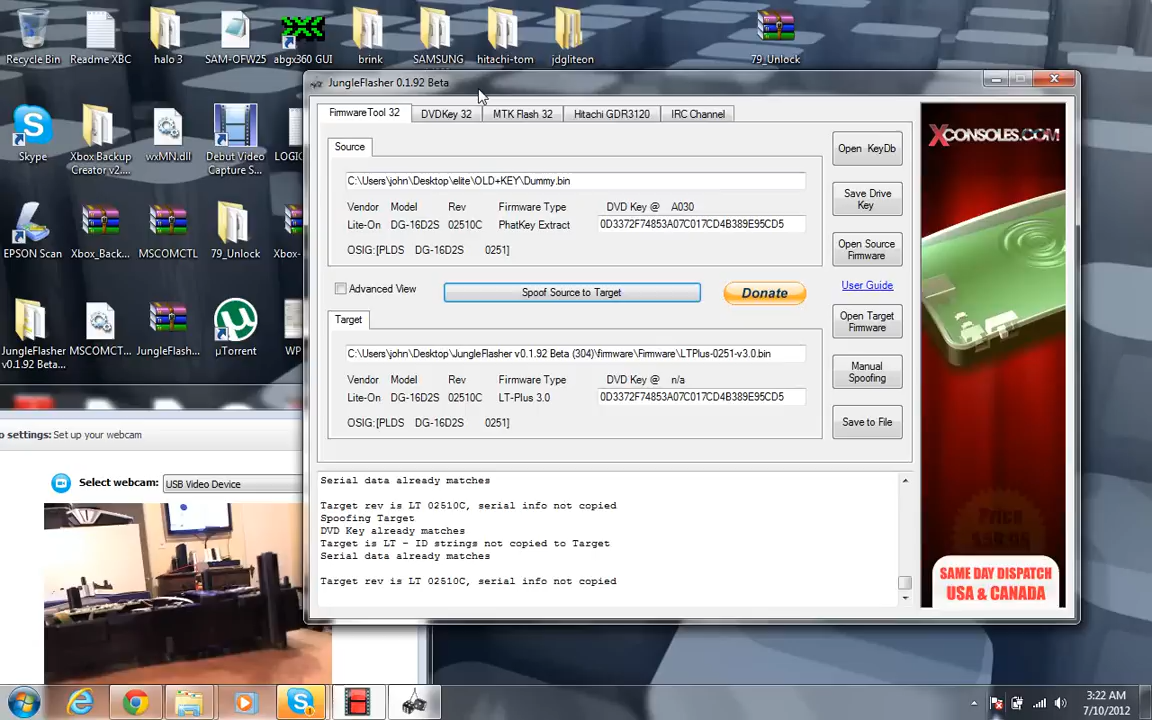 Recycle Bin
Readme XBC
halo 3
SAM-OFW25
abgx360 GUI
brink
SAMSUNG
hitachi-tom
jdgliteon
79_Unlock
Skype
Xbox Backup
Creator v2....
wxMN.dll
Debut Video
Capture S...
EPSON Scan
Xbox_Back...
MSCOMCTL
79_Unlock
Xbox-
JungleFlasher
v0.1.92 Beta...
MSCOMCT...
JungleFlash...
µTorrent
WP
JungleFlasher 0.1.92 Beta
FirmwareTool 32
DVDKey 32
MTK Flash 32
Hitachi GDR3120
IRC Channel
Source
C:\Users\john\Desktop\elite\OLD+KEY\Dummy.bin
Vendor Model Rev Firmware Type DVD Key @ A030
Lite-On DG-16D2S 02510C PhatKey Extract 0D3372F74853A07C017CD4B389E95CD5
OSIG:[PLDS DG-16D2S 0251]
Advanced View
Spoof Source to Target
Donate
Target
C:\Users\john\Desktop\JungleFlasher v0.1.92 Beta (304)\firmware\Firmware\LTPlus-0251-v3.0.bin
Vendor Model Rev Firmware Type DVD Key @ n/a
Lite-On DG-16D2S 02510C LT-Plus 3.0 0D3372F74853A07C017CD4B389E95CD5
OSIG:[PLDS DG-16D2S 0251]
Open KeyDb
Save Drive
Key
Open Source
Firmware
User Guide
Open Target
Firmware
Manual
Spoofing
Save to File
Serial data already matches
Target rev is LT 02510C, serial info not copied
Spoofing Target
DVD Key already matches
Target is LT - ID strings not copied to Target
Serial data already matches
Target rev is LT 02510C, serial info not copied
XCONSOLES.COM
Price
SAME DAY DISPATCH
USA & CANADA
o settings: Set up your webcam
Select webcam: USB Video Device
3:22 AM
7/10/2012